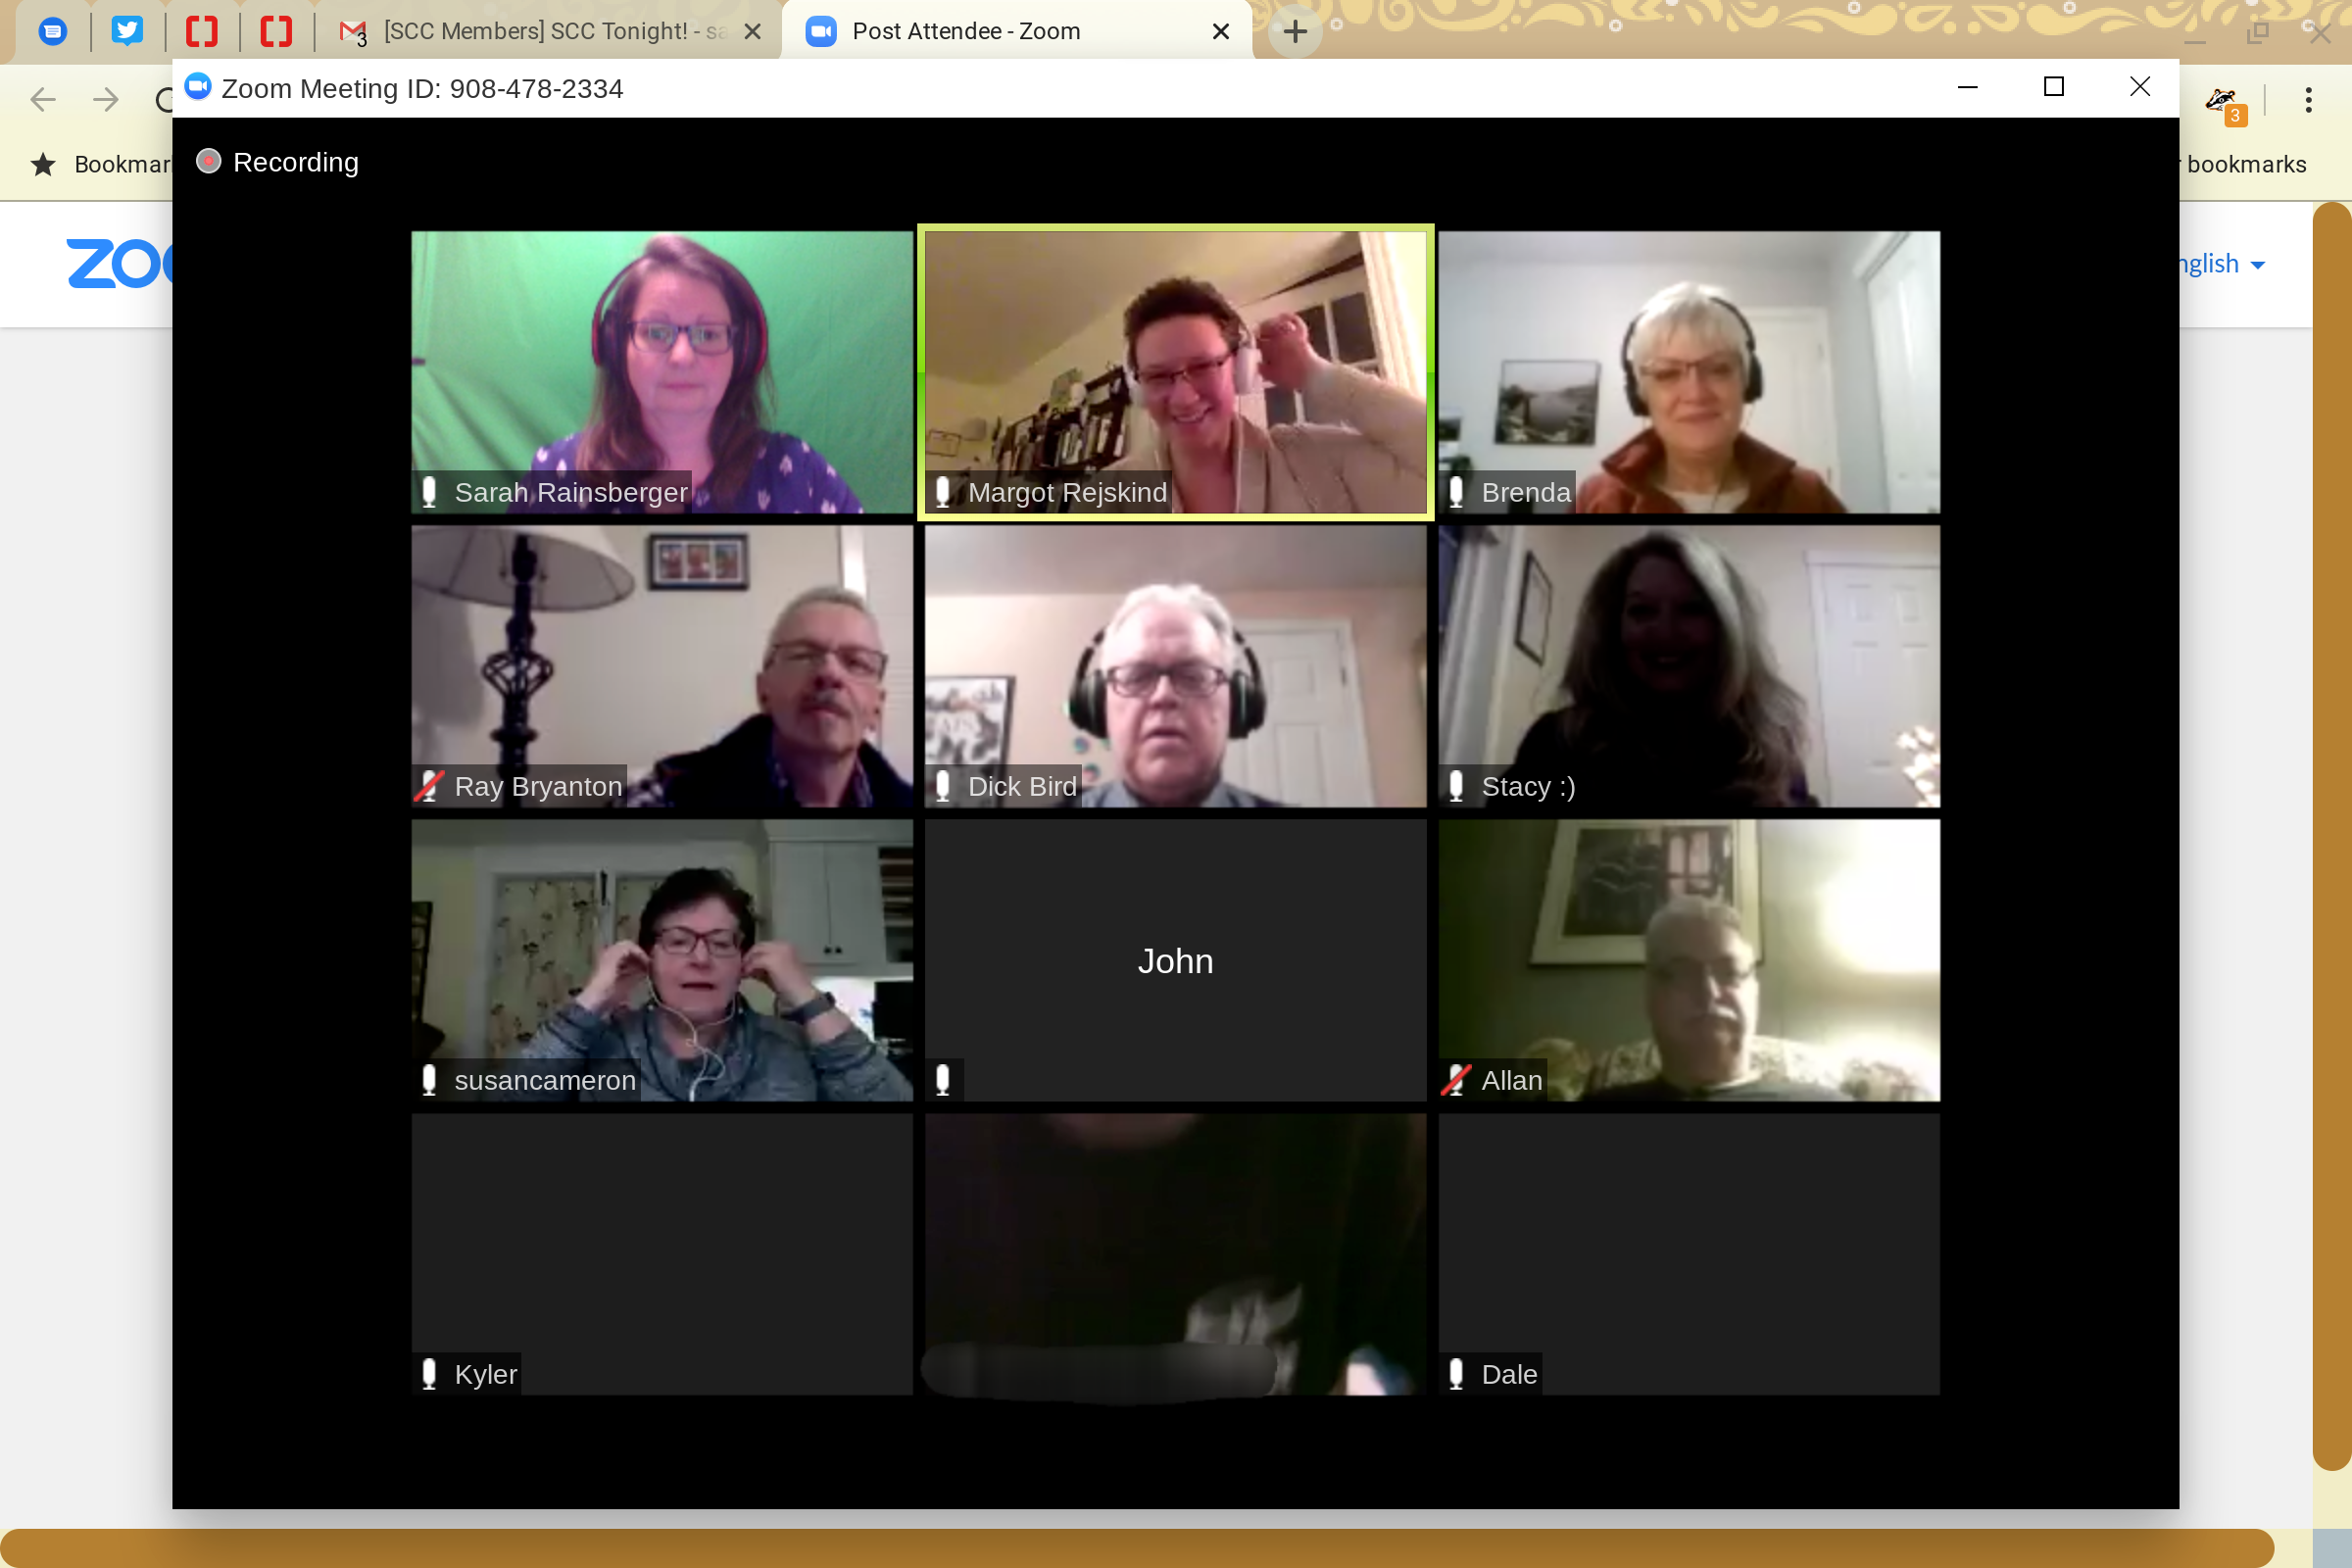 3
[SCC Members] SCC Tonight! - sa
Post Attendee - Zoom
Zoom Meeting ID: 908-478-2334
3
Bookmar
bookmarks
Recording
ZOO
nglish
Sarah Rainsberger
Margot Rejskind
Brenda
Ray Bryanton
Dick Bird
Stacy :)
John
susancameron
Allan
Kyler
Dale